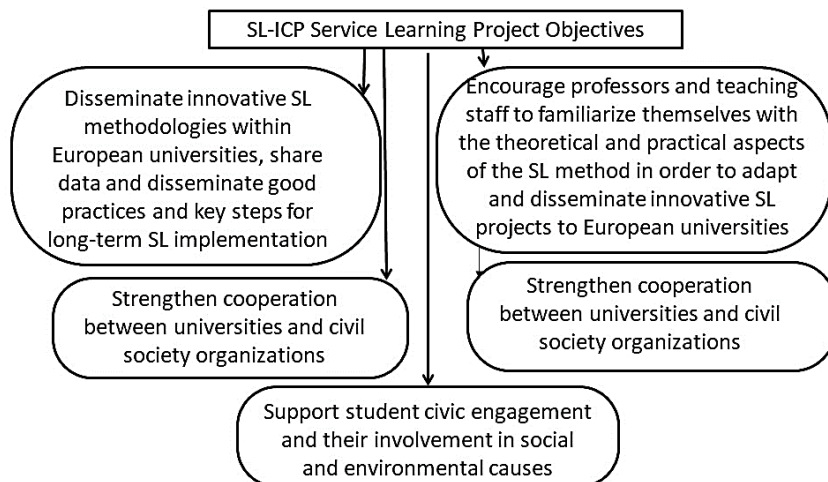 SL-ICP Service Learning Project Objectives
Disseminate innovative SL
methodologies within
European universities, share
data and disseminate good
practices and key steps for
long-term SL implementation
Encourage professors and teaching
staff to familiarize themselves with
the theoretical and practical aspects
of the SL method in order to adapt
and disseminate innovative SL
projects to European universities
Strengthen cooperation
between universities and civil
society organizations
Strengthen cooperation
between universities and civil
society organizations
Support student civic engagement
and their involvement in social
and environmental causes